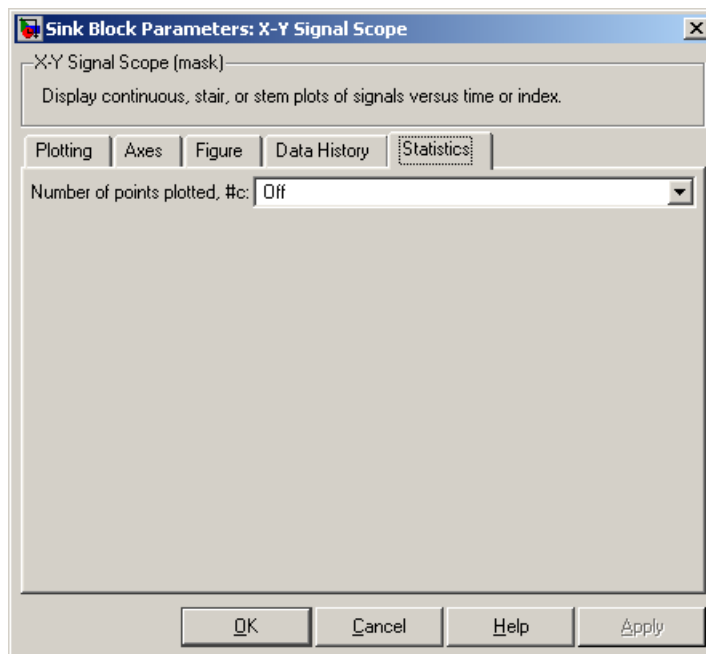 Sink Block Parameters: X-Y Signal Scope
X-Y Signal Scope (mask)
Display continuous, stair, or stem plots of signals versus time or index.
Plotting Axes Figure Data History Statistics
Number of points plotted, #c: Off
OK Cancel Help Apply